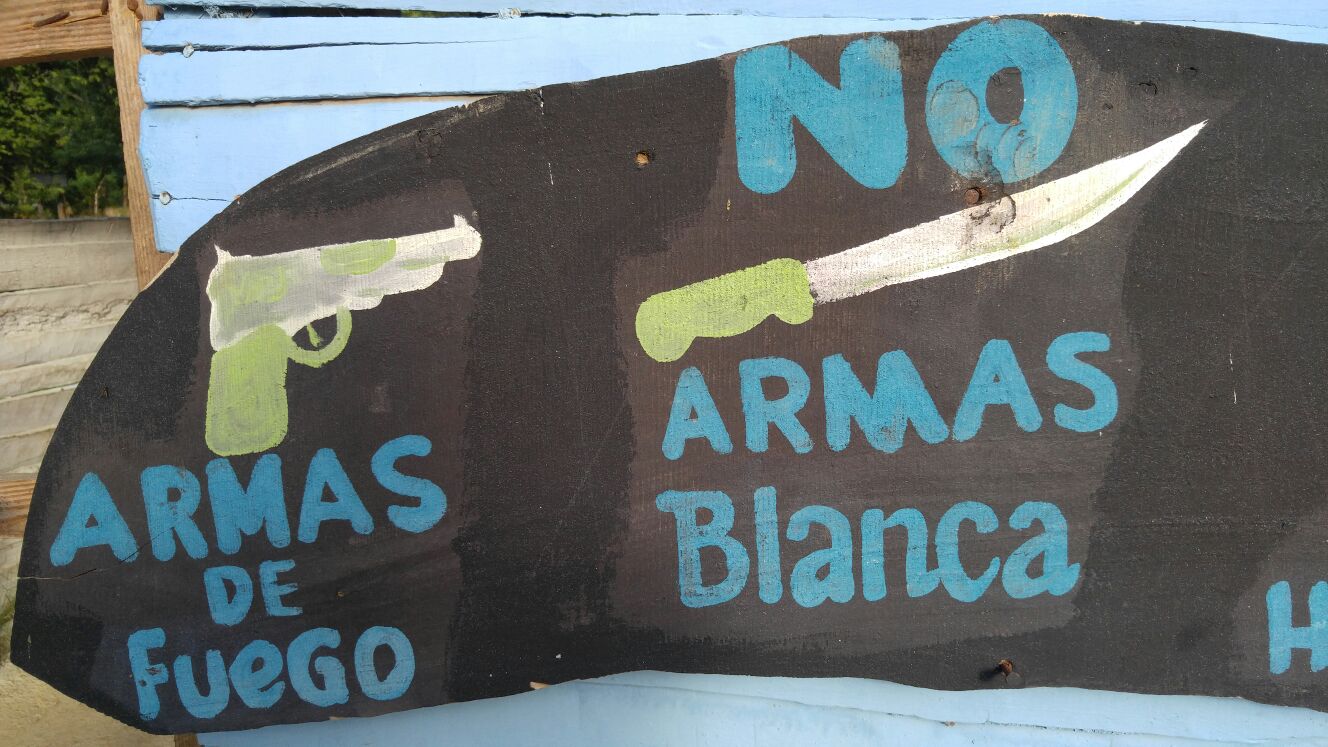 NO
ARMAS
DE
FUEGO
ARMAS
Blanca
H